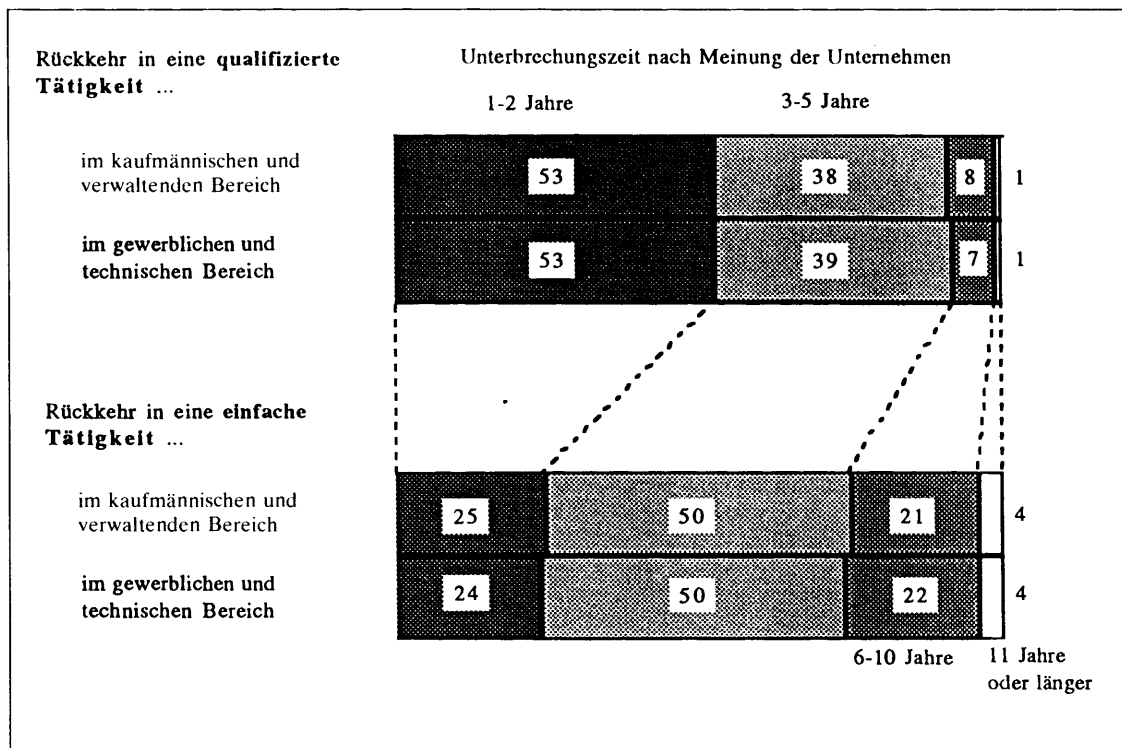 Rückkehr in eine qualifizierte
Tätigkeit ...
Unterbrechungszeit nach Meinung der Unternehmen
1-2 Jahre
3-5 Jahre
im kaufmännischen und
verwaltenden Bereich
53
38
8
1
im gewerblichen und
technischen Bereich
53
39
7
1
Rückkehr in eine einfache
Tätigkeit ...
im kaufmännischen und
verwaltenden Bereich
25
50
21
4
im gewerblichen und
technischen Bereich
24
50
22
4
6-10 Jahre
11 Jahre
oder länger